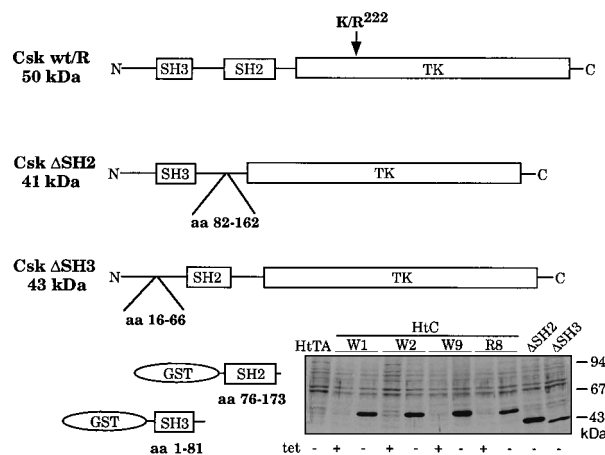 K/R222
Csk wt/R
50 kDa
N SH3 SH2 TK C
Csk ΔSH2
41 kDa
N SH3 TK C
aa 82-162
Csk ΔSH3
43 kDa
N SH2 TK C
aa 16-66
HtC
HtTA W1 W2 W9 R8 ΔSH2 ΔSH3
GST SH2
aa 76-173
GST SH3
aa 1-81
94
67
43
kDa
tet - + - + - + - + - - -